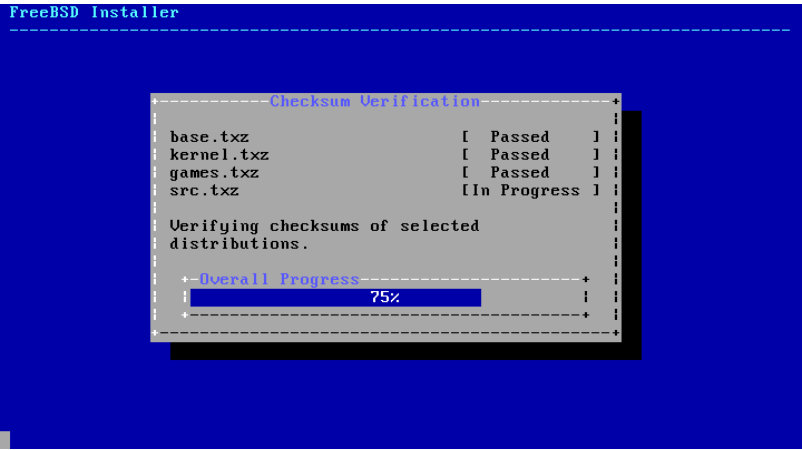 FreeBSD Installer
Checksum Verification
base.txz [ Passed ]
kernel.txz [ Passed ]
games.txz [ Passed ]
src.txz [In Progress ]
Verifying checksums of selected
distributions.
Overall Progress
75%